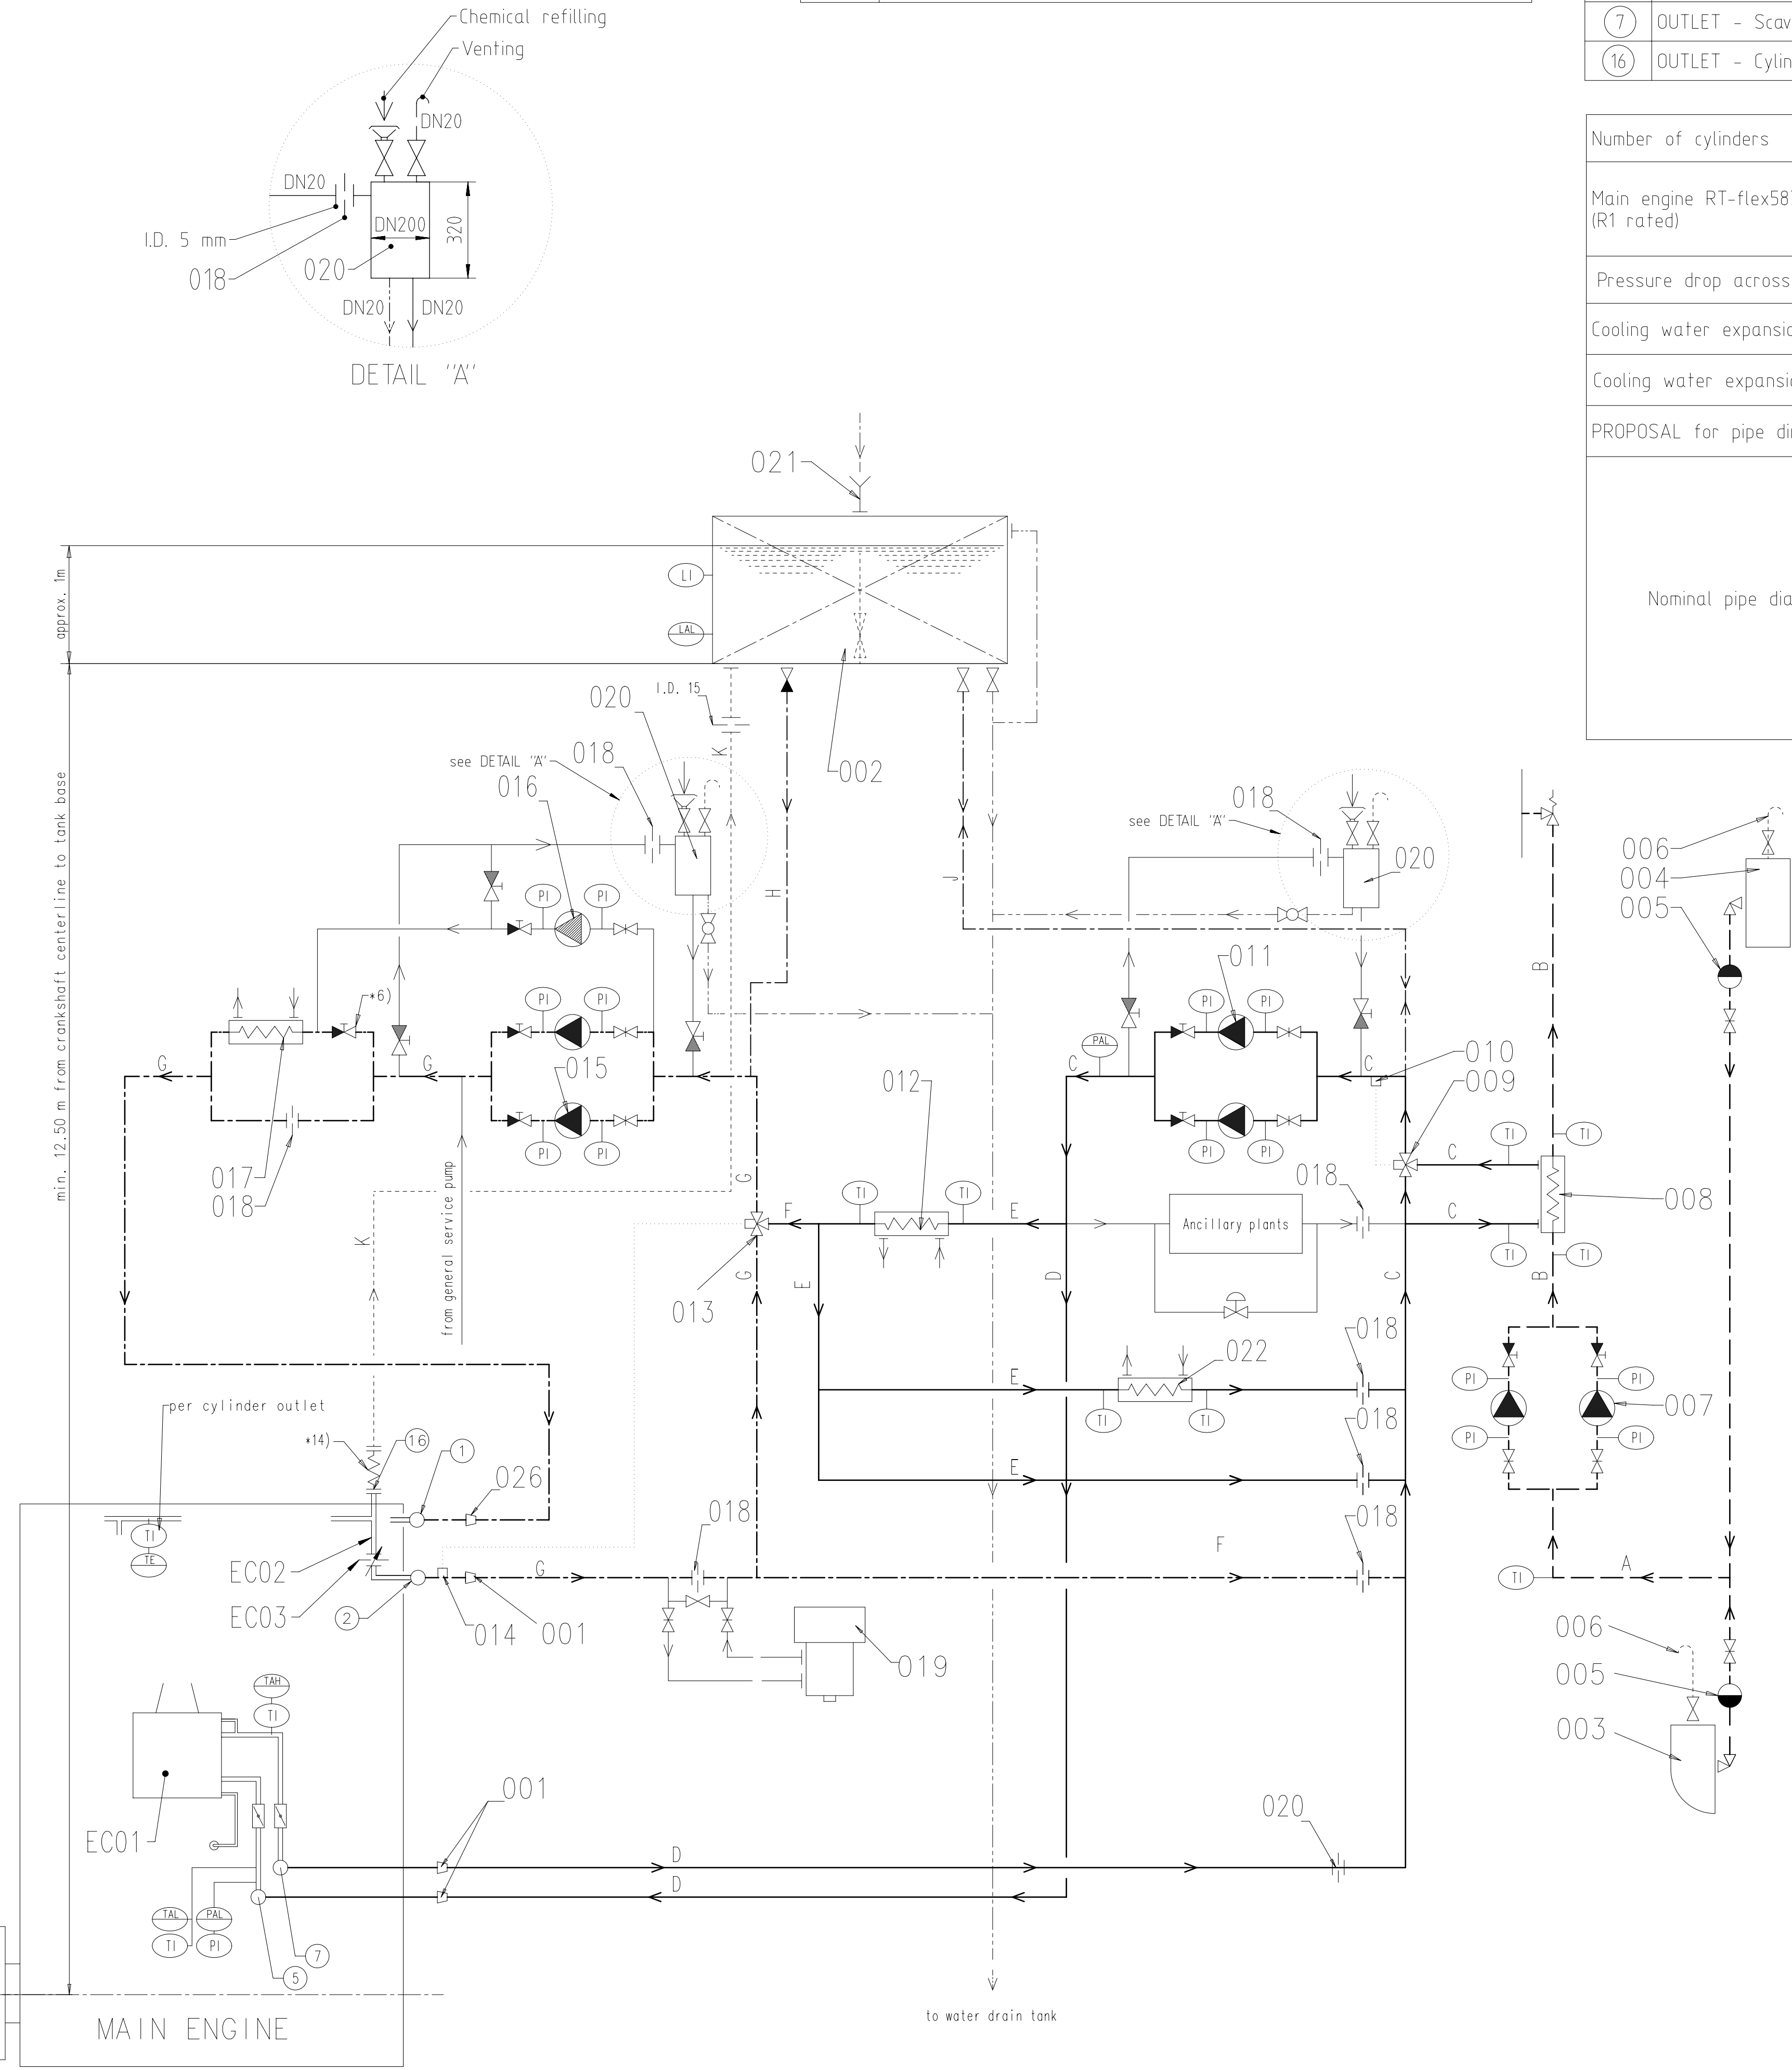 Chemical refilling
Venting
DN20
DN20
I.D. 5 mm
018
DN200
320
020
DN20
DN20
DETAIL "A"
7
OUTLET - Scav
16
OUTLET - Cylin
Number of cylinders
Main engine RT-flex58
(R1 rated)
Pressure drop across
Cooling water expansi
Cooling water expansi
PROPOSAL for pipe di
Nominal pipe dia
021
approx. 1m
LI
LAL
002
min. 12.50 m from crankshaft centerline to tank base
I.D. 15
020
018
see DETAIL "A"
016
K
H
J
018
see DETAIL "A"
020
006
004
005
PI
PI
*6)
G
G
PI
PI
015
PI
PI
017
018
from general service pump
K
G
F
TI
TI
012
E
G
013
E
PAL
C
C
PI
PI
011
PI
PI
010
009
B
TI
TI
C
C
TI
TI
008
018
Ancillary plants
D
C
B
018
E
TI
TI
022
018
E
018
F
PI
PI
007
PI
PI
TI
A
per cylinder outlet
*14)
16
1
026
TI
TE
EC02
EC03
2
014
001
G
018
019
006
005
003
TAH
TI
EC01
001
D
D
020
TAL
PAL
TI
PI
7
5
MAIN ENGINE
to water drain tank